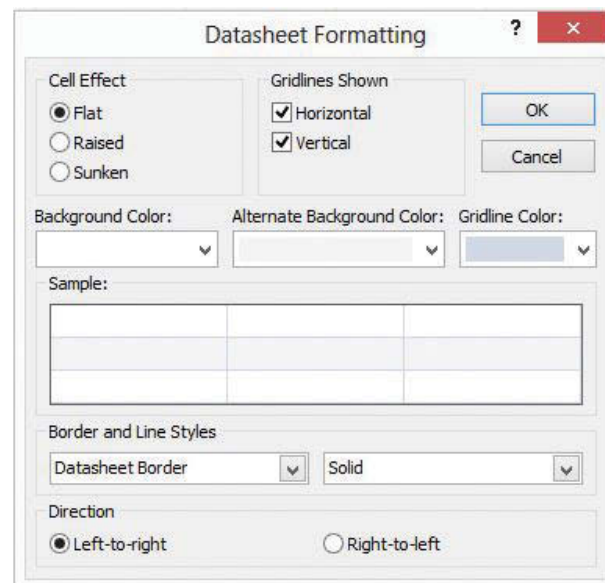 Datasheet Formatting ?
Cell Effect
Flat
Raised
Sunken
Gridlines Shown
Horizontal
Vertical
OK
Cancel
Background Color:
Alternate Background Color:
Gridline Color:
Sample:
Border and Line Styles
Datasheet Border
Solid
Direction
Left-to-right
Right-to-left